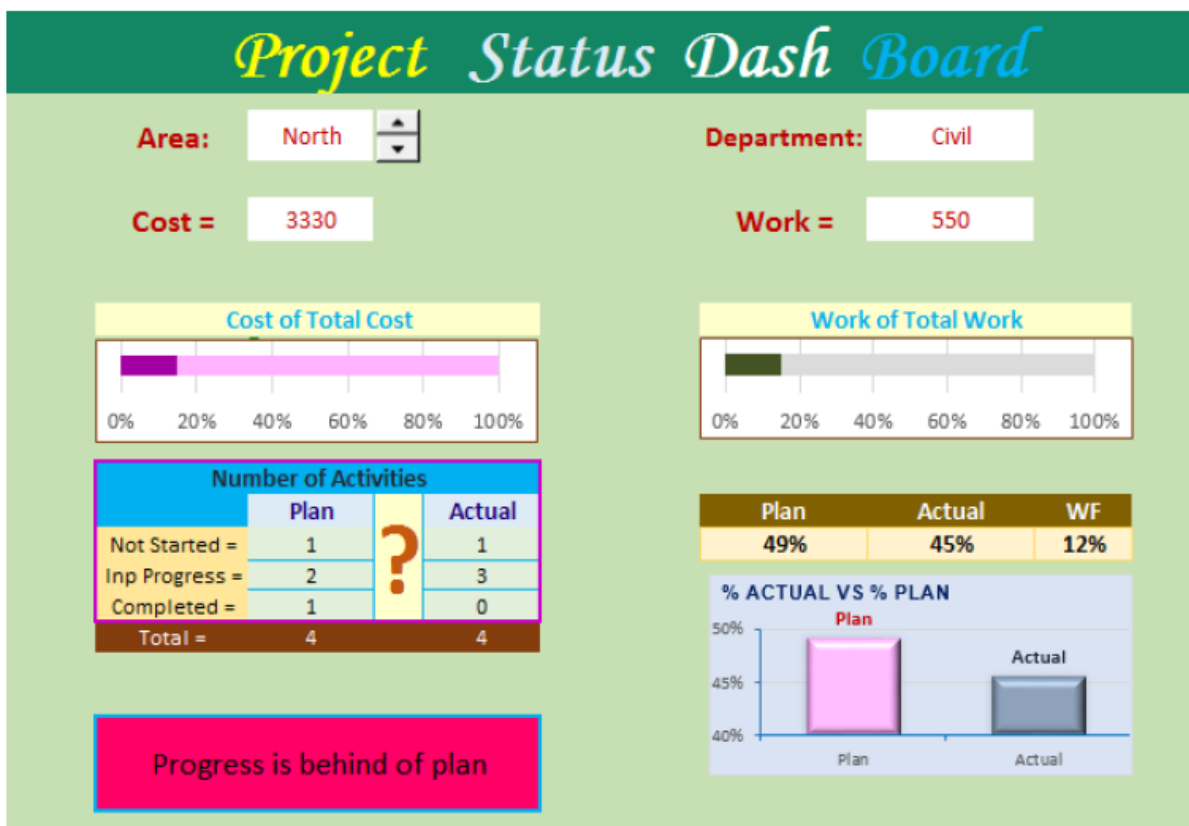 Project Status Dash Board
Area: North
Department: Civil
Cost = 3330
Work = 550
Cost of Total Cost
0% 20% 40% 60% 80% 100%
Work of Total Work
0% 20% 40% 60% 80% 100%
Number of Activities
Plan ? Actual
Not Started = 1 1
Inp Progress = 2 3
Completed = 1 0
Total = 4 4
Plan Actual WF
49% 45% 12%
% ACTUAL VS % PLAN
Plan
50%
Actual
45%
40%
Plan Actual
Progress is behind of plan